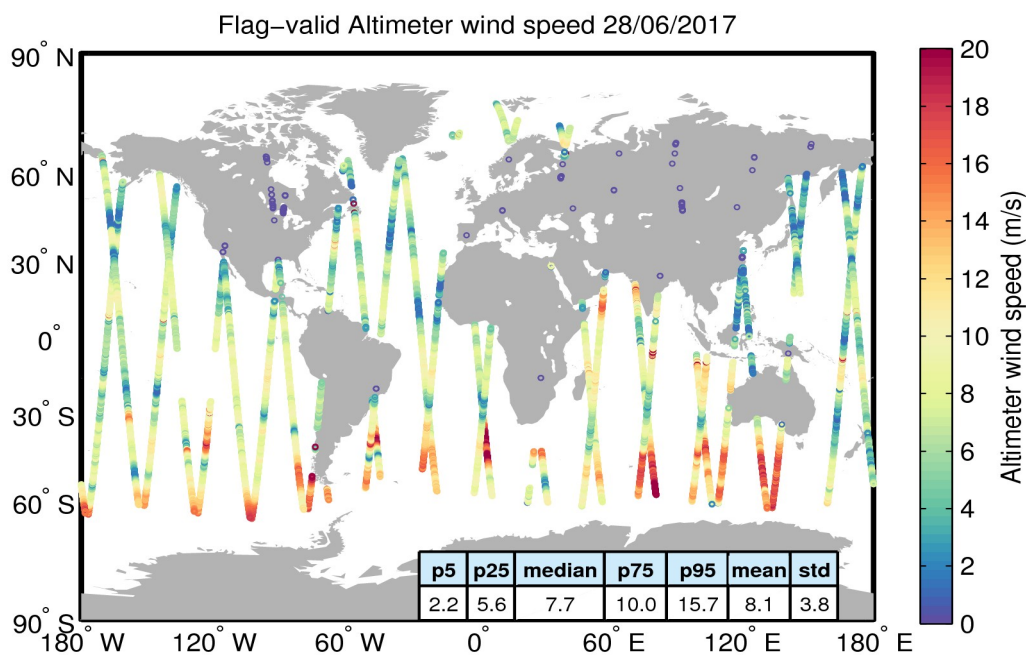 Flag−valid Altimeter wind speed 28/06/2017
90° N
60° N
30° N
0°
30° S
60° S
90° S
180° W
120° W
60° W
0°
60° E
120° E
180° E
p5 p25 median p75 p95 mean std
2.2 5.6 7.7 10.0 15.7 8.1 3.8
20
18
16
14
12
10
8
6
4
2
0
Altimeter wind speed (m/s)